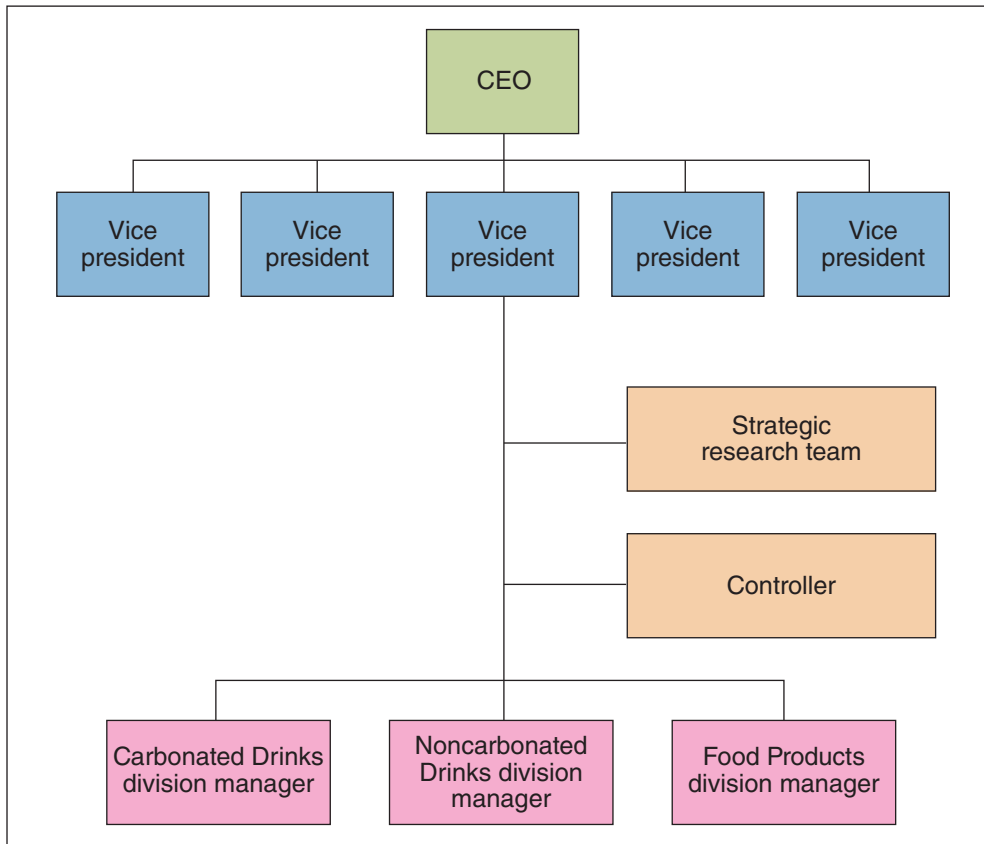 CEO
Vice
president
Vice
president
Vice
president
Vice
president
Vice
president
Strategic
research team
Controller
Carbonated Drinks
division manager
Noncarbonated
Drinks division
manager
Food Products
division manager